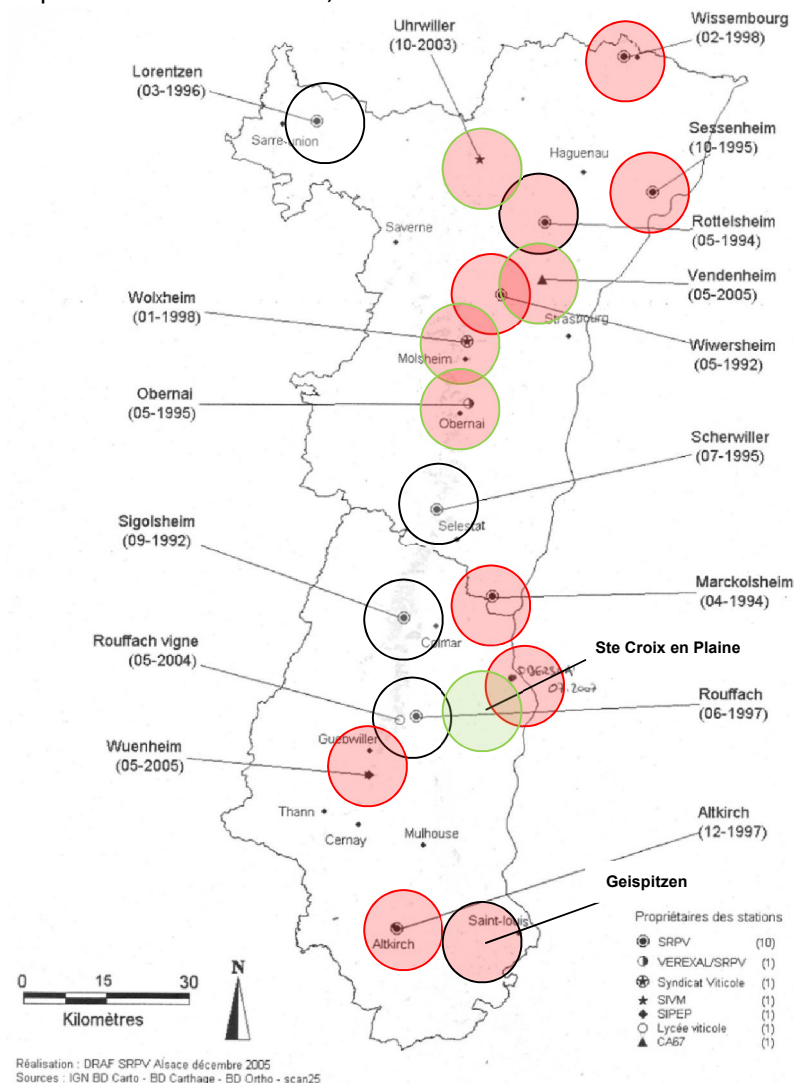 Uhrwiller
(10-2003)
Wissembourg
(02-1998)
Lorentzen
(03-1996)
Sarre-union
Haguenau
Sessenheim
(10-1995)
Saverne
Rottelsheim
(05-1994)
Vendenheim
(05-2005)
Wolxheim
(01-1998)
Strasbourg
Wiwersheim
(05-1992)
Molsheim
Obernai
(05-1995)
Obernai
Scherwiller
(07-1995)
Sigolsheim
(09-1992)
Selestat
Marckolsheim
(04-1994)
Colmar
Rouffach vigne
(05-2004)
Ste Croix en Plaine
07.2007
Rouffach
(06-1997)
Guebwiller
Wuenheim
(05-2005)
Thann
Cernay
Mulhouse
Altkirch
(12-1997)
Geispitzen
Saint-louis
Altkirch
Propriétaires des stations
SRPV (10)
VEREXAL/SRPV (1)
Syndicat Viticole (1)
SIVM (1)
SIPEP (1)
Lycée viticole (1)
CA67 (1)
N
0 15 30
Kilomètres
Réalisation : DRAF SRPV Alsace décembre 2005
Sources : IGN BD Carto - BD Carthage - BD Ortho - scan25